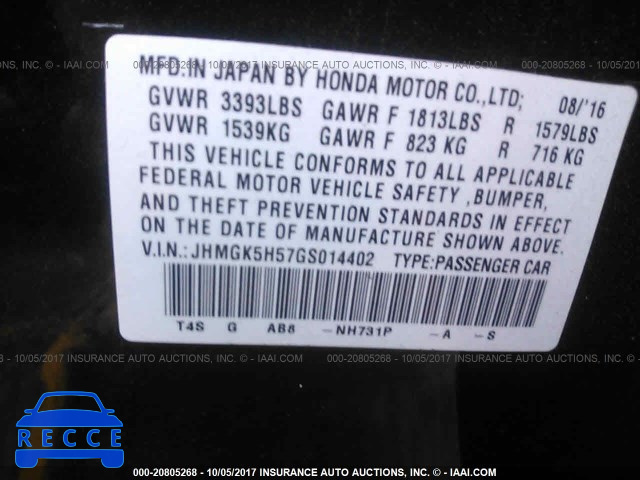 000-20805268 - 10/05/2017 INSURANCE AUTO AUCTIONS, INC. - © IAAI.COM
MFD.IN JAPAN BY HONDA MOTOR CO.,LTD; 08/'16
GVWR 3393LBS GAWR F 1813LBS R 1579LBS
GVWR 1539KG GAWR F 823 KG R 716 KG
THIS VEHICLE CONFORMS TO ALL APPLICABLE
FEDERAL MOTOR VEHICLE SAFETY ,BUMPER,
AND THEFT PREVENTION STANDARDS IN EFFECT
ON THE DATE OF MANUFACTURE SHOWN ABOVE.
V.I.N.: JHMGK5H57GS014402 TYPE:PASSENGER CAR
T4S G AB8 -NH731P -A -S
RECCE
000-20805268 - 10/05/2017 INSURANCE AUTO AUCTIONS, INC. - © IAAI.COM